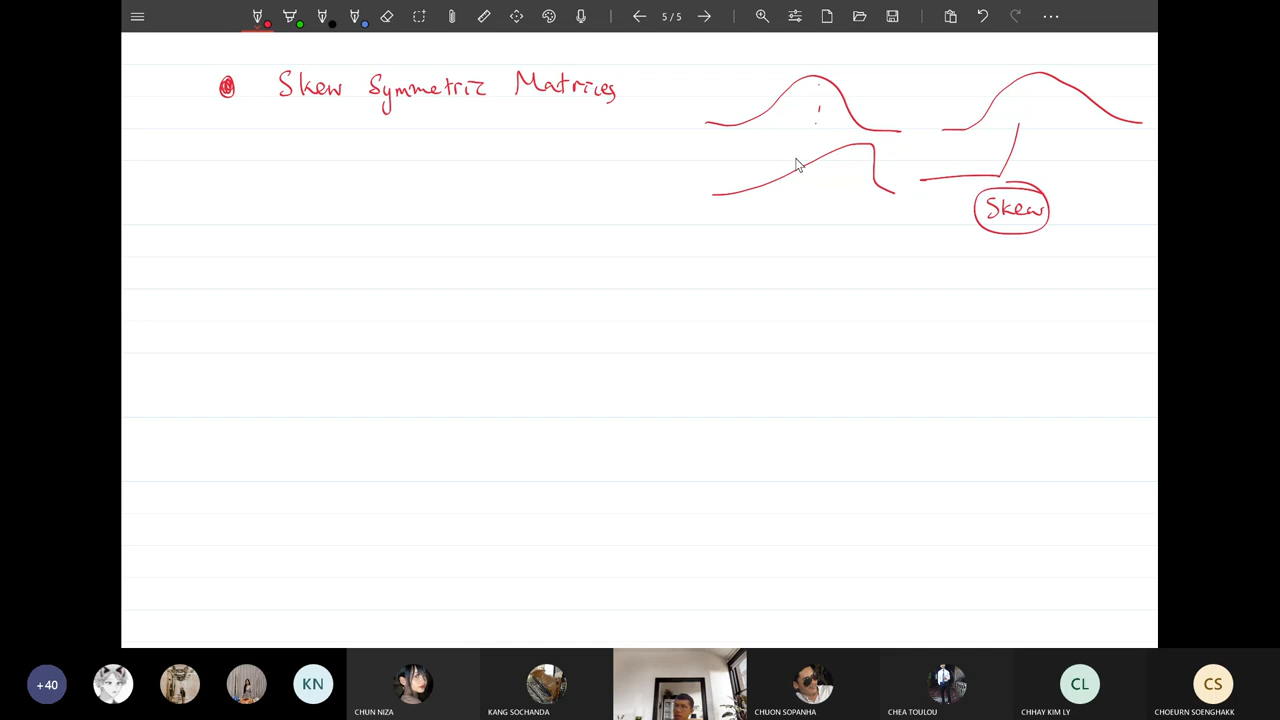 5 / 5
Skew Symmetric Matrices
Skew
+40
KN
CL
CS
CHUN NIZA
KANG SOCHANDA
CHUON SOPANHA
CHEA TOULOU
CHHAY KIM LY
CHOEURN SOENGHAKK